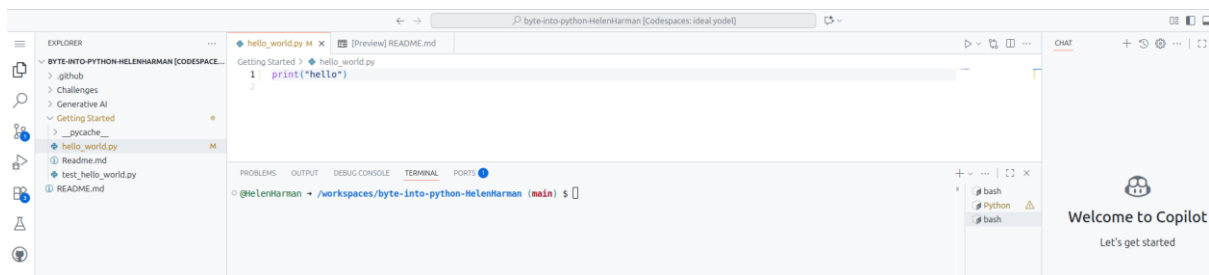 byte-into-python-HelenHarman [Codespaces: ideal yodel]
EXPLORER
BYTE-INTO-PYTHON-HELENHARMAN [CODESPACE...
.github
Challenges
Generative AI
Getting Started
__pycache__
hello_world.py M
Readme.md
test_hello_world.py
README.md
1
3
hello_world.py M
[Preview] README.md
Getting Started > hello_world.py
1 print("hello")
2
PROBLEMS OUTPUT DEBUG CONSOLE TERMINAL PORTS 1
@HelenHarman → /workspaces/byte-into-python-HelenHarman (main) $
bash
Python
bash
CHAT
Welcome to Copilot
Let's get started